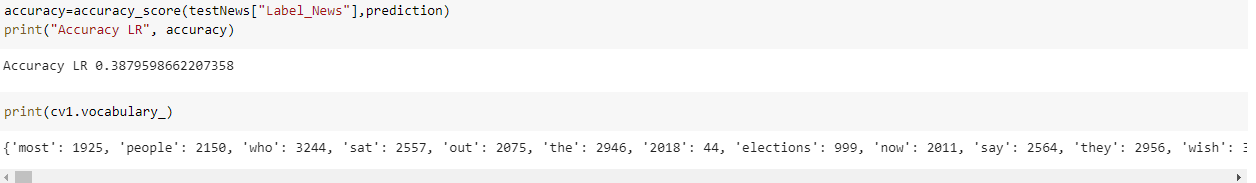 accuracy=accuracy_score(testNews["Label_News"],prediction)
print("Accuracy LR", accuracy)
Accuracy LR 0.3879598662207358
print(cv1.vocabulary_)
{'most': 1925, 'people': 2150, 'who': 3244, 'sat': 2557, 'out': 2075, 'the': 2946, '2018': 44, 'elections': 999, 'now': 2011, 'say': 2564, 'they': 2956, 'wish': 3